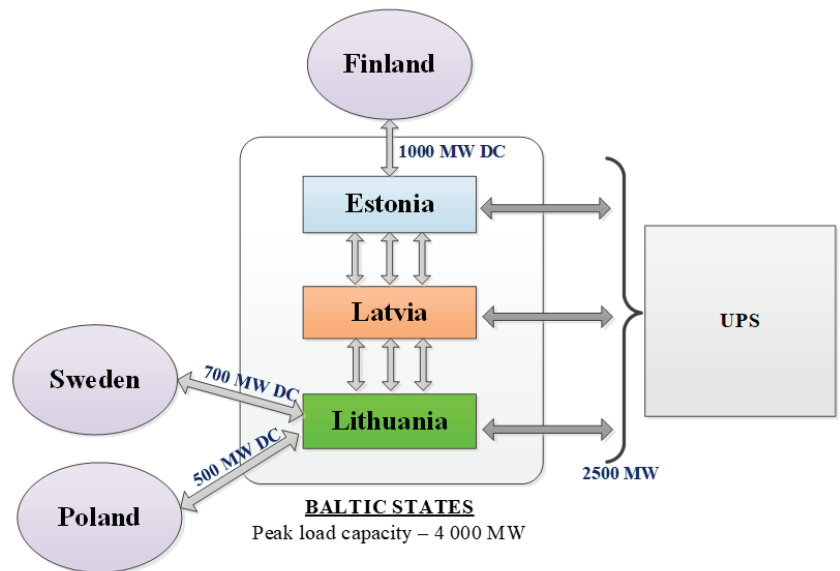 Finland
1000 MW DC
Estonia
Latvia
UPS
Sweden
700 MW DC
Lithuania
500 MW DC
2500 MW
Poland
BALTIC STATES
Peak load capacity – 4 000 MW